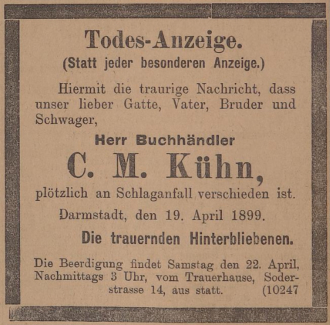 Todes-Anzeige.
(Statt jeder besonderen Anzeige.)
Hiermit die traurige Nachricht, dass
unser lieber Gatte, Vater, Bruder und
Schwager,
Herr Buchhändler
C. M. Kühn,
plötzlich an Schlaganfall verschieden ist.
Darmstadt, den 19. April 1899.
Die trauernden Hinterbliebenen.
Die Beerdigung findet Samstag den 22. April,
Nachmittags 3 Uhr, vom Trauerhause, Soder-
strasse 14, aus statt. (10247